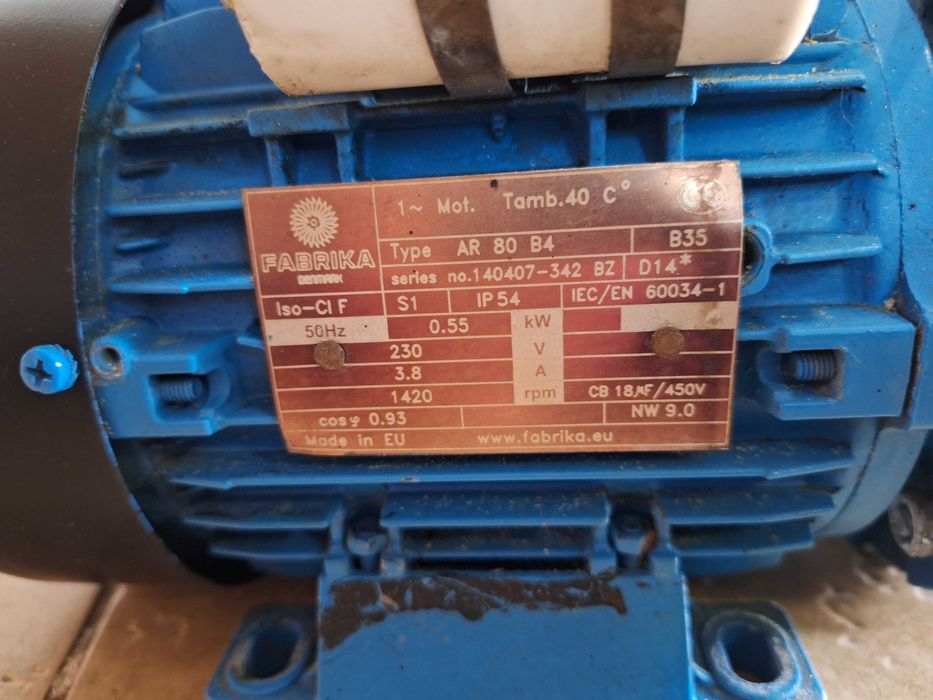 1~ Mot. Tamb.40 C°
FABRIKA
DENMARK
Type AR 80 B4 B35
series no.140407-342 BZ D14*
Iso-Cl F S1 IP54 IEC/EN 60034-1
50Hz 0.55 kW
230 V
3.8 A
1420 rpm CB 18µF/450V
cosφ 0.93 NW 9.0
Made in EU www.fabrika.eu